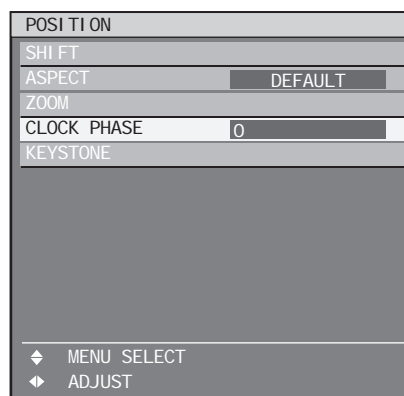 POSITION
SHIFT
ASPECT DEFAULT
ZOOM
CLOCK PHASE 0
KEYSTONE
MENU SELECT
ADJUST